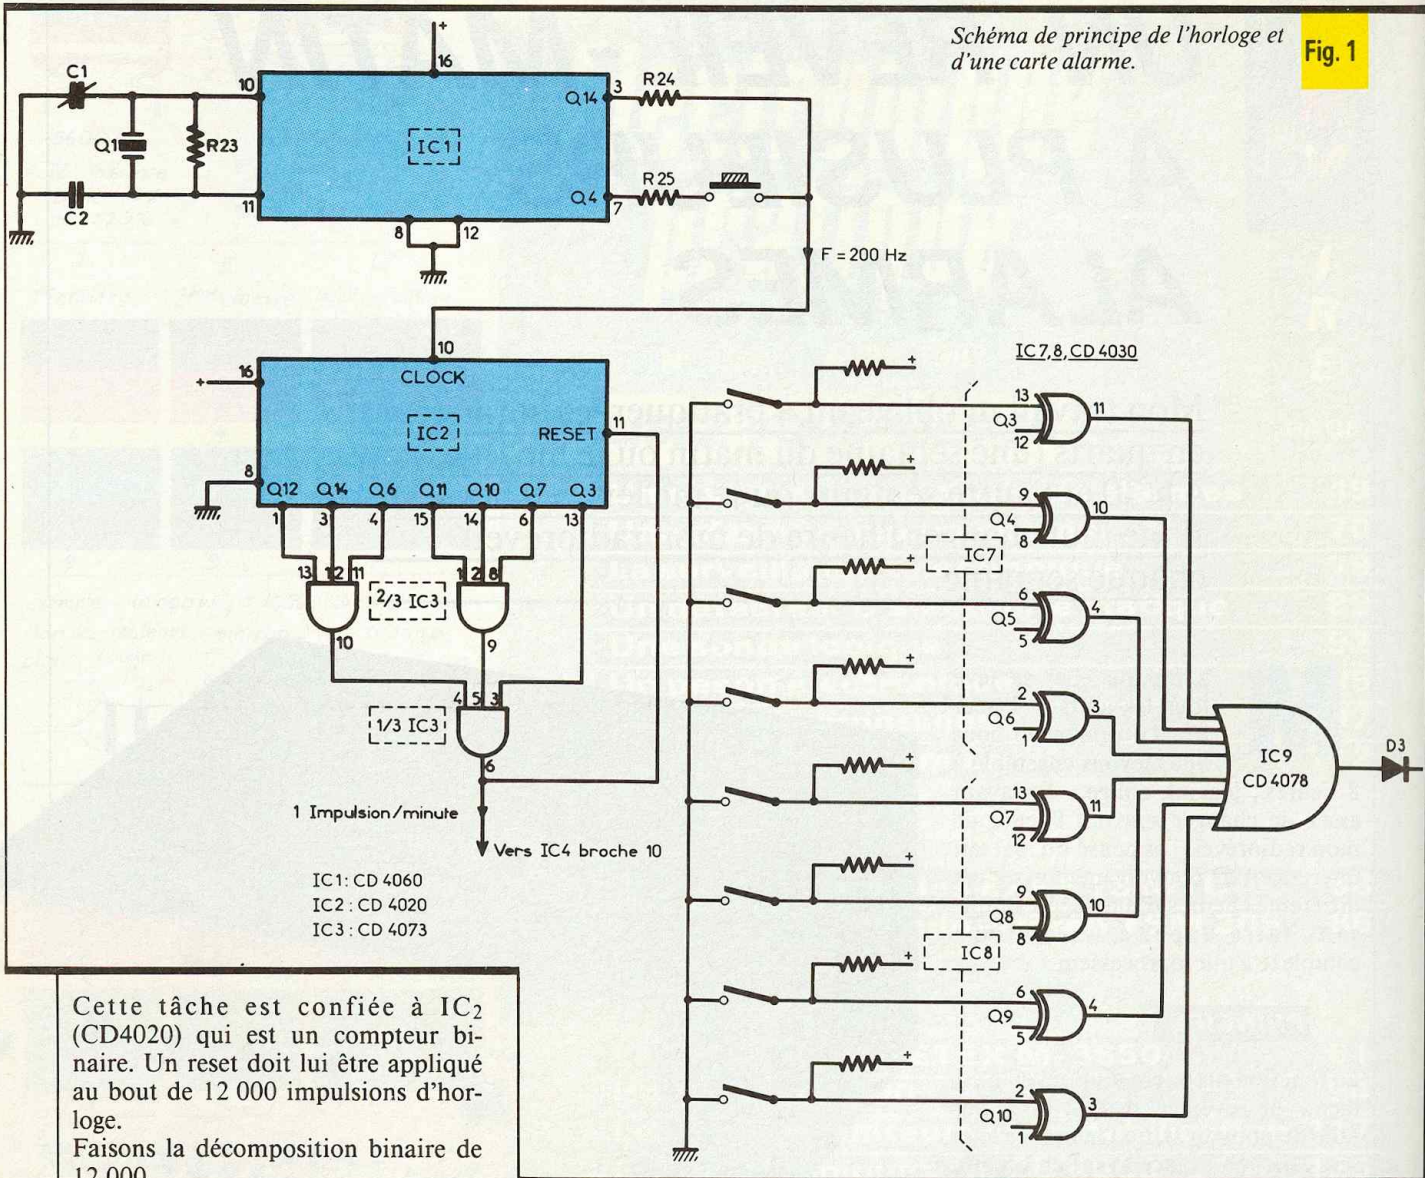 Schéma de principe de l'horloge et
d'une carte alarme.
Fig. 1
C1
Q1
R23
C2
10
11
+
16
IC1
Q14
3
Q4
7
8
12
R24
R25
F = 200 Hz
10
CLOCK
+
16
IC2
RESET
11
8
Q12
Q14
Q6
Q11
Q10
Q7
Q3
1
3
4
15
14
6
13
13
12
11
2/3 IC3
1
2
8
10
9
4
5
3
1/3 IC3
6
1 Impulsion/minute
Vers IC4 broche 10
IC1: CD 4060
IC2 : CD 4020
IC3 : CD 4073
IC 7, 8, CD 4030
+
13
Q3
12
11
+
9
Q4
8
10
IC7
+
6
Q5
5
4
+
2
Q6
1
3
+
13
Q7
12
11
+
9
Q8
8
10
IC8
+
6
Q9
5
4
+
2
Q10
1
3
IC9
CD 4078
D3
Cette tâche est confiée à IC2
(CD4020) qui est un compteur bi-
naire. Un reset doit lui être appliqué
au bout de 12 000 impulsions d'hor-
loge.
Faisons la décomposition binaire de
12 000